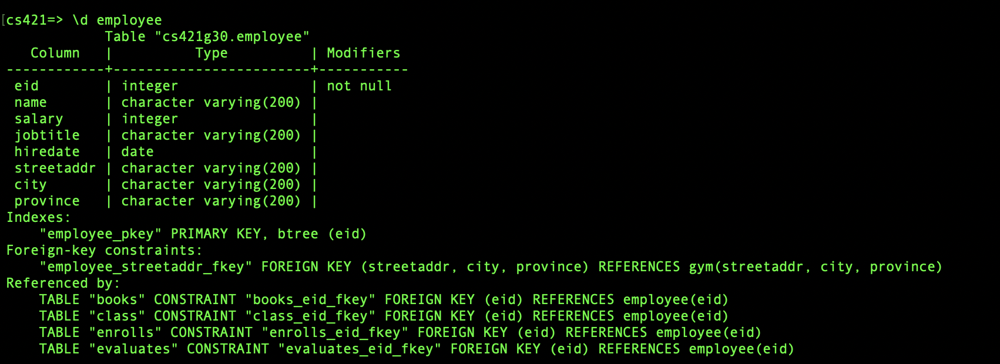 [cs421=> \d employee
            Table "cs421g30.employee"
   Column   |          Type          | Modifiers
------------+------------------------+-----------
 eid        | integer                | not null
 name       | character varying(200) |
 salary     | integer                |
 jobtitle   | character varying(200) |
 hiredate   | date                   |
 streetaddr | character varying(200) |
 city       | character varying(200) |
 province   | character varying(200) |
Indexes:
    "employee_pkey" PRIMARY KEY, btree (eid)
Foreign-key constraints:
    "employee_streetaddr_fkey" FOREIGN KEY (streetaddr, city, province) REFERENCES gym(streetaddr, city, province)
Referenced by:
    TABLE "books" CONSTRAINT "books_eid_fkey" FOREIGN KEY (eid) REFERENCES employee(eid)
    TABLE "class" CONSTRAINT "class_eid_fkey" FOREIGN KEY (eid) REFERENCES employee(eid)
    TABLE "enrolls" CONSTRAINT "enrolls_eid_fkey" FOREIGN KEY (eid) REFERENCES employee(eid)
    TABLE "evaluates" CONSTRAINT "evaluates_eid_fkey" FOREIGN KEY (eid) REFERENCES employee(eid)